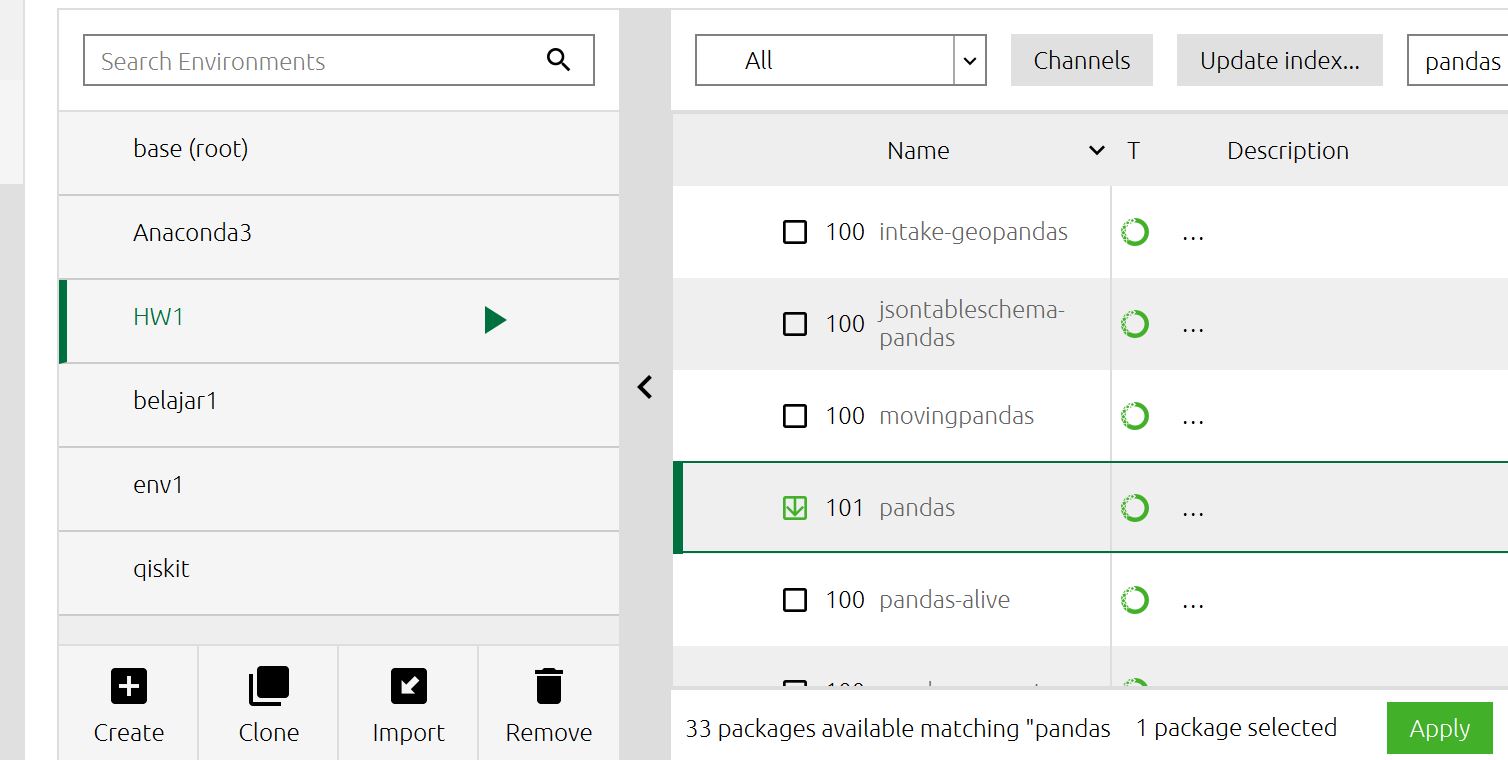 Search Environments
base (root)
Anaconda3
HW1
belajar1
env1
qiskit
Create Clone Import Remove
All Channels Update index... pandas
Name T Description
100 intake-geopandas ...
100 jsontableschema-
pandas ...
100 movingpandas ...
101 pandas ...
100 pandas-alive ...
33 packages available matching "pandas 1 package selected Apply